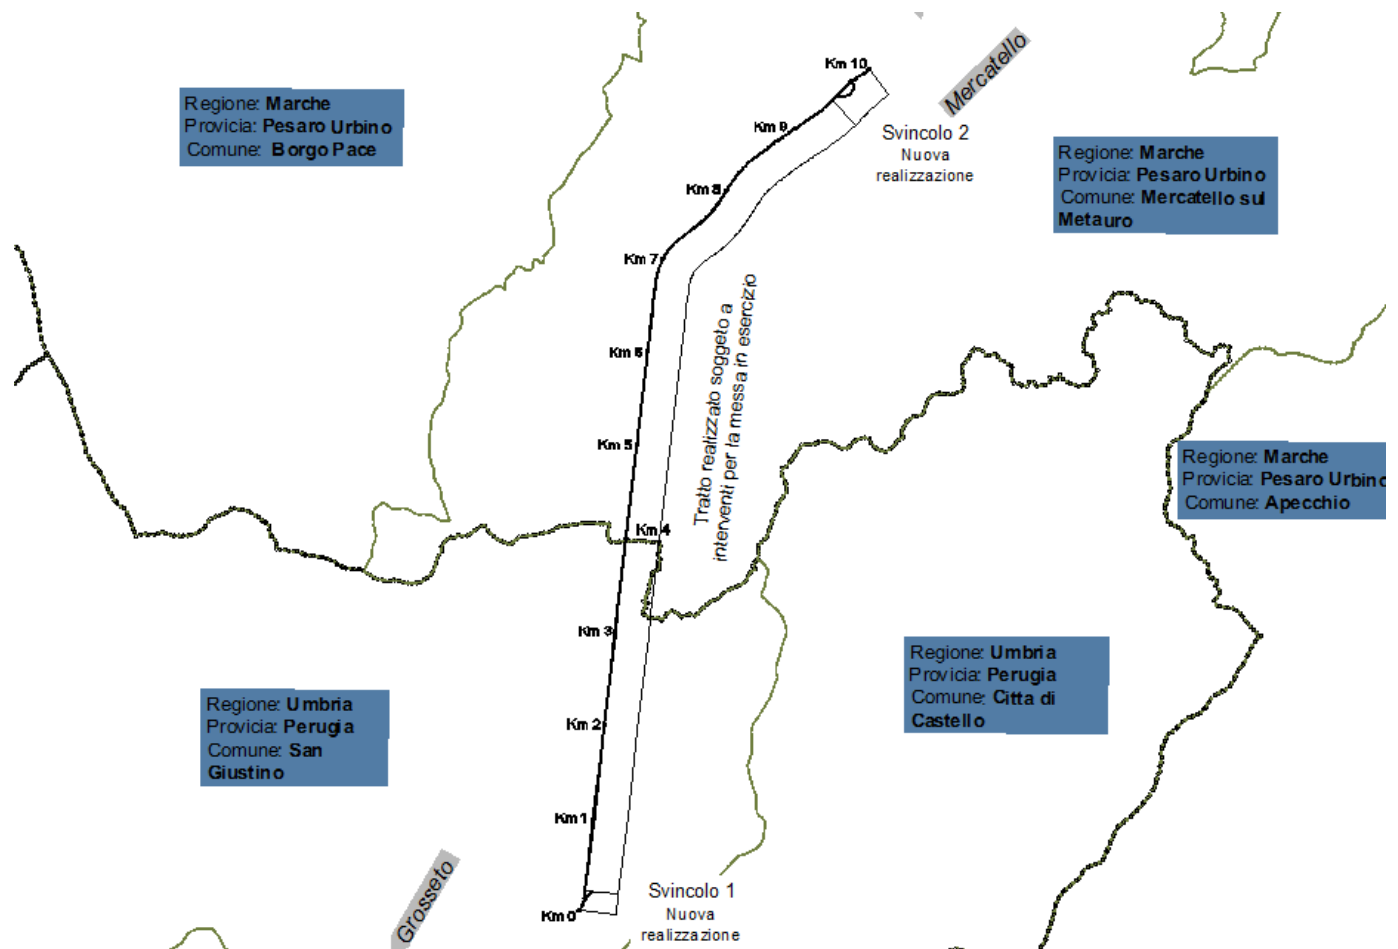 Km 10
Mercatello
Regione: Marche
Provicia: Pesaro Urbino
Comune: Borgo Pace
Km 9
Svincolo 2
Nuova
realizzazione
Regione: Marche
Provicia: Pesaro Urbino
Comune: Mercatello sul
Metauro
Km 8
Km 7
Tratto realizzato soggeto a
interventi per la messa in esercizio
Km 6
Km 5
Regione: Marche
Provicia: Pesaro Urbino
Comune: Apecchio
Km 4
Km 3
Regione: Umbria
Provicia: Perugia
Comune: Citta di
Castello
Regione: Umbria
Provicia: Perugia
Comune: San
Giustino
Km 2
Km 1
Grosseto
Km 0
Svincolo 1
Nuova
realizzazione